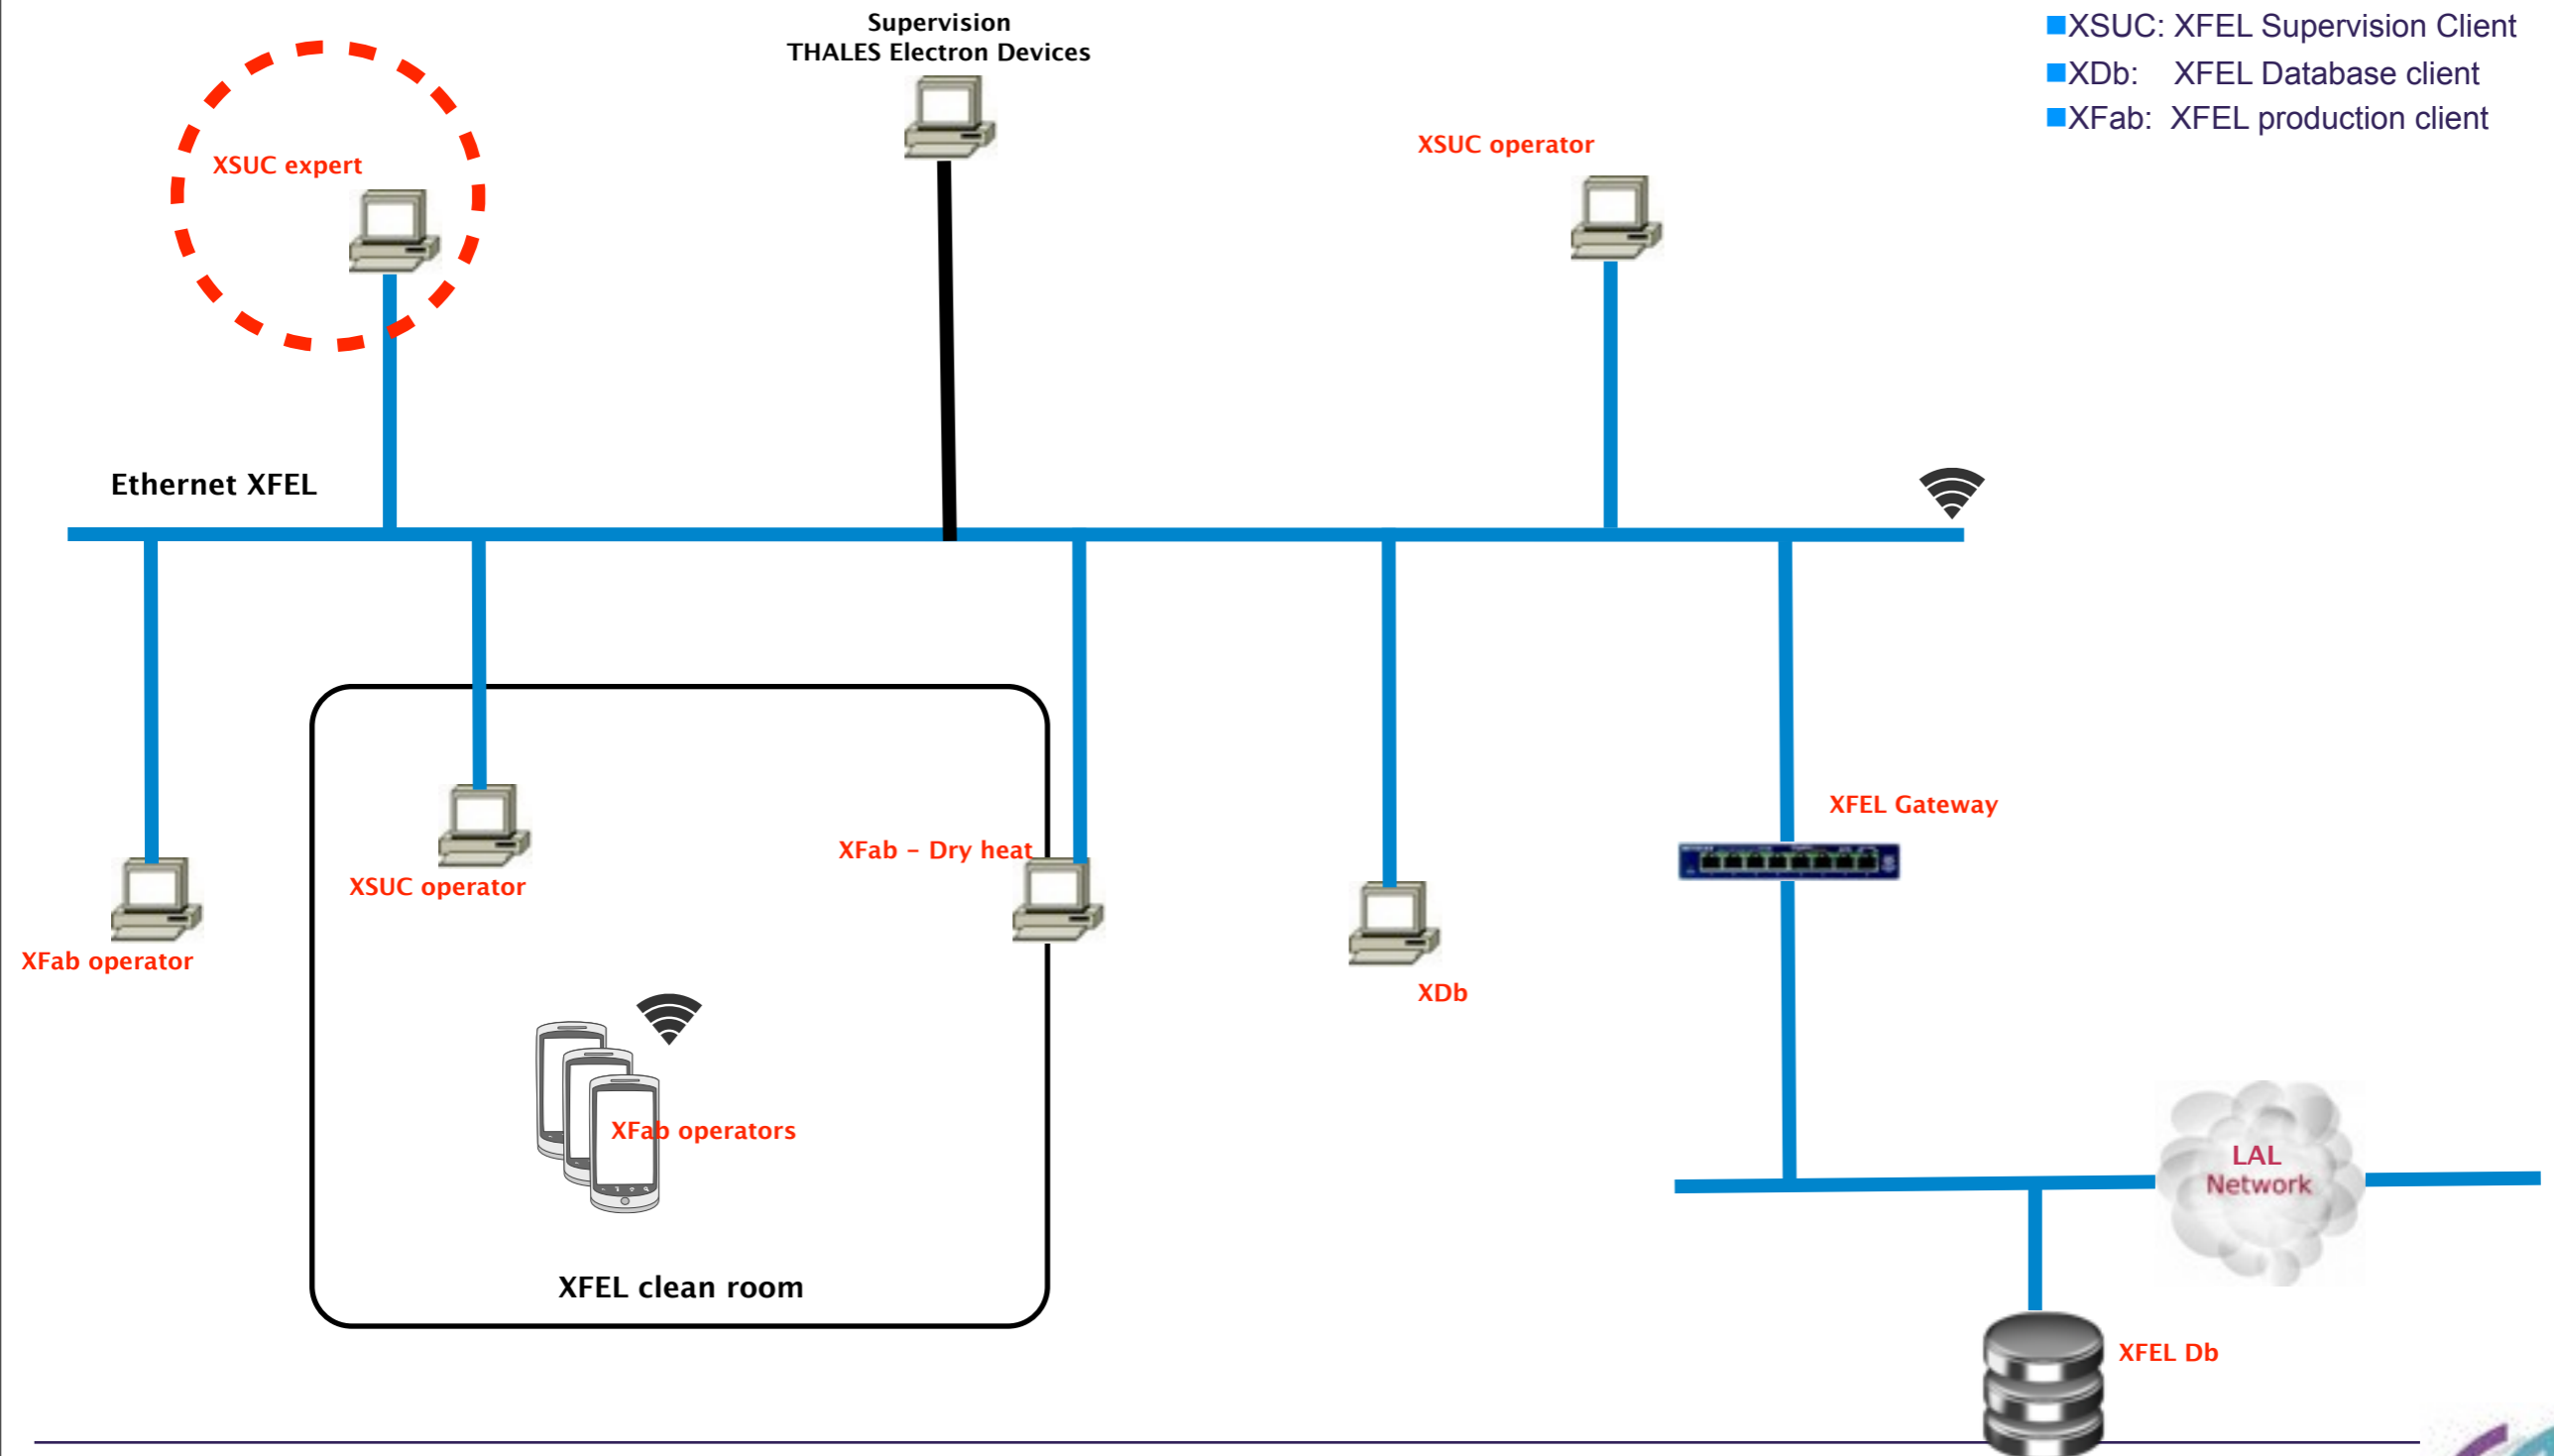 Supervision
THALES Electron Devices
XSUC: XFEL Supervision Client
XDb: XFEL Database client
XFab: XFEL production client
XSUC expert
XSUC operator
Ethernet XFEL
XFEL Gateway
XFab - Dry heat
XSUC operator
XFab operator
XDb
XFab operators
LAL
Network
XFEL clean room
XFEL Db